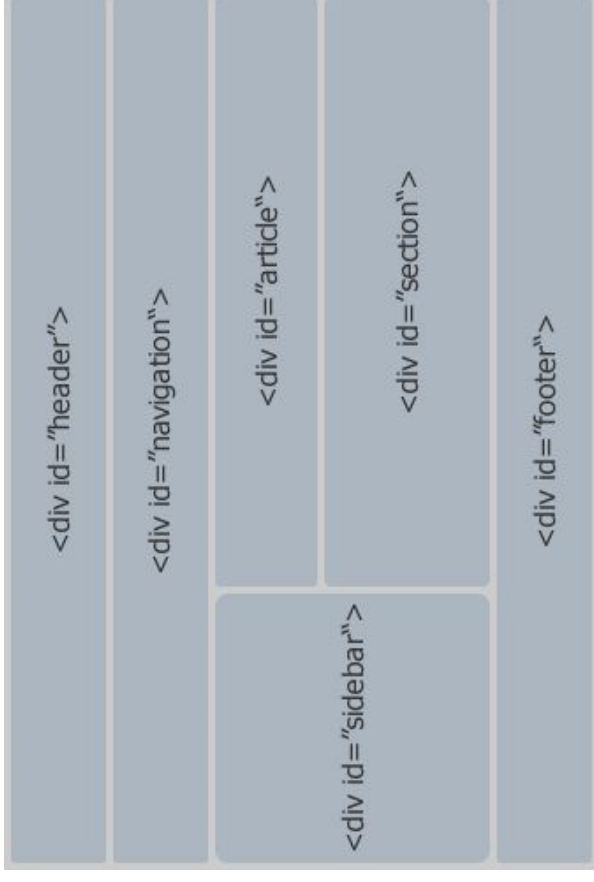 <div id="header">
<div id="navigation“>
<div id="sidebar“>
<div id="article“>
<div id="section“>
<div id="footer“>